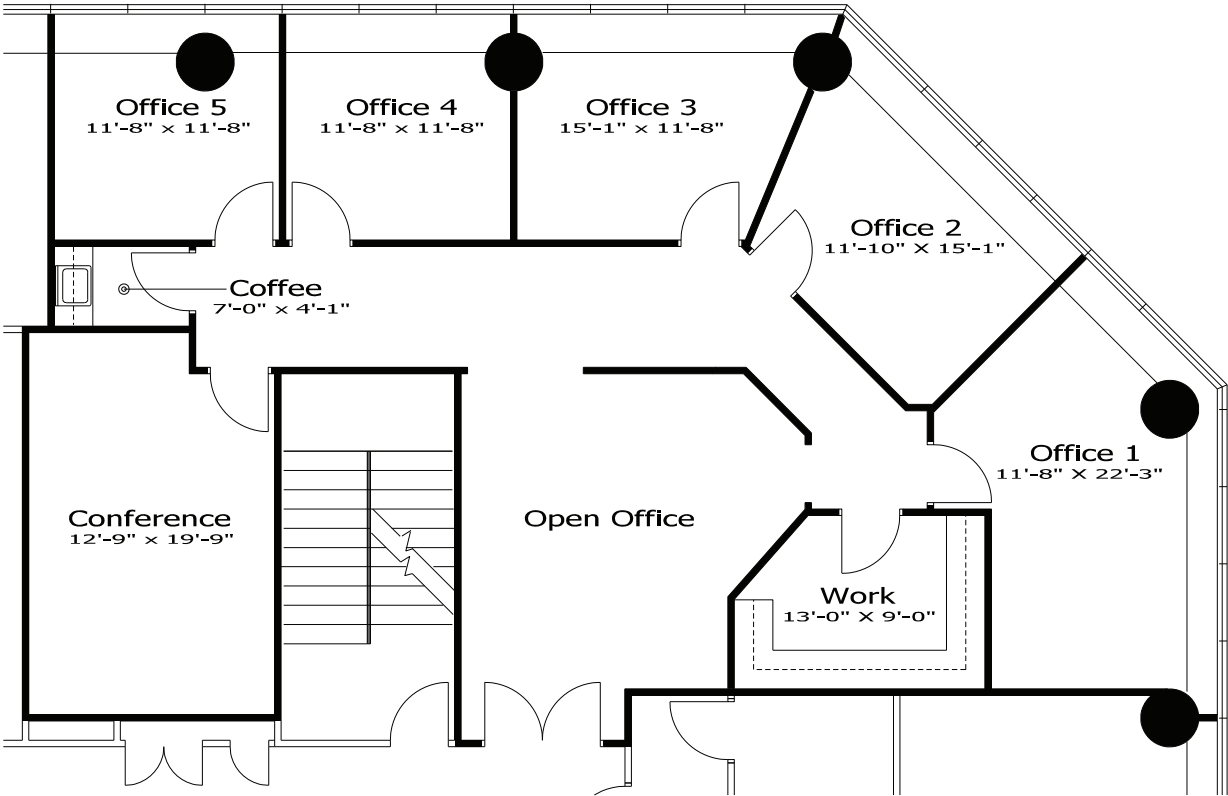 Office 5
11'-8" x 11'-8"
Office 4
11'-8" x 11'-8"
Office 3
15'-1" x 11'-8"
Office 2
11'-10" X 15'-1"
Coffee
7'-0" x 4'-1"
Office 1
11'-8" X 22'-3"
Conference
12'-9" x 19'-9"
Open Office
Work
13'-0" X 9'-0"